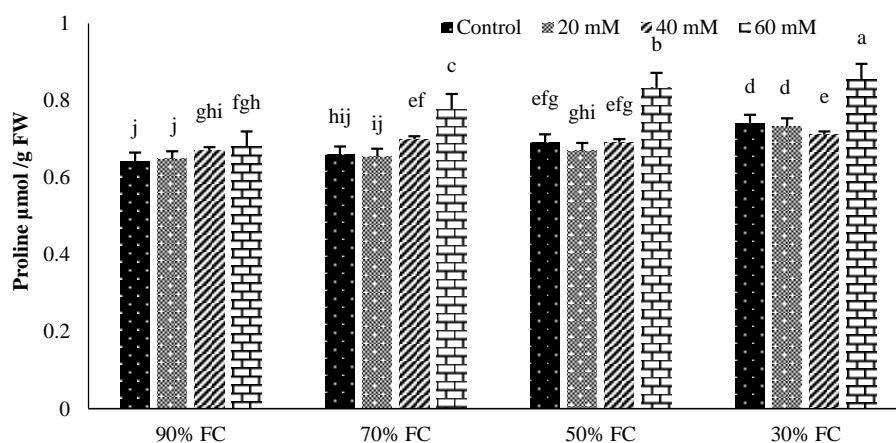 1
Control 20 mM 40 mM 60 mM
a
b
c
0.8
d d
fgh
ef
efg
efg
e
ghi
hij
ij
ghi
j j
0.6
0.4
0.2
0
Proline µmol /g FW
90% FC 70% FC 50% FC 30% FC